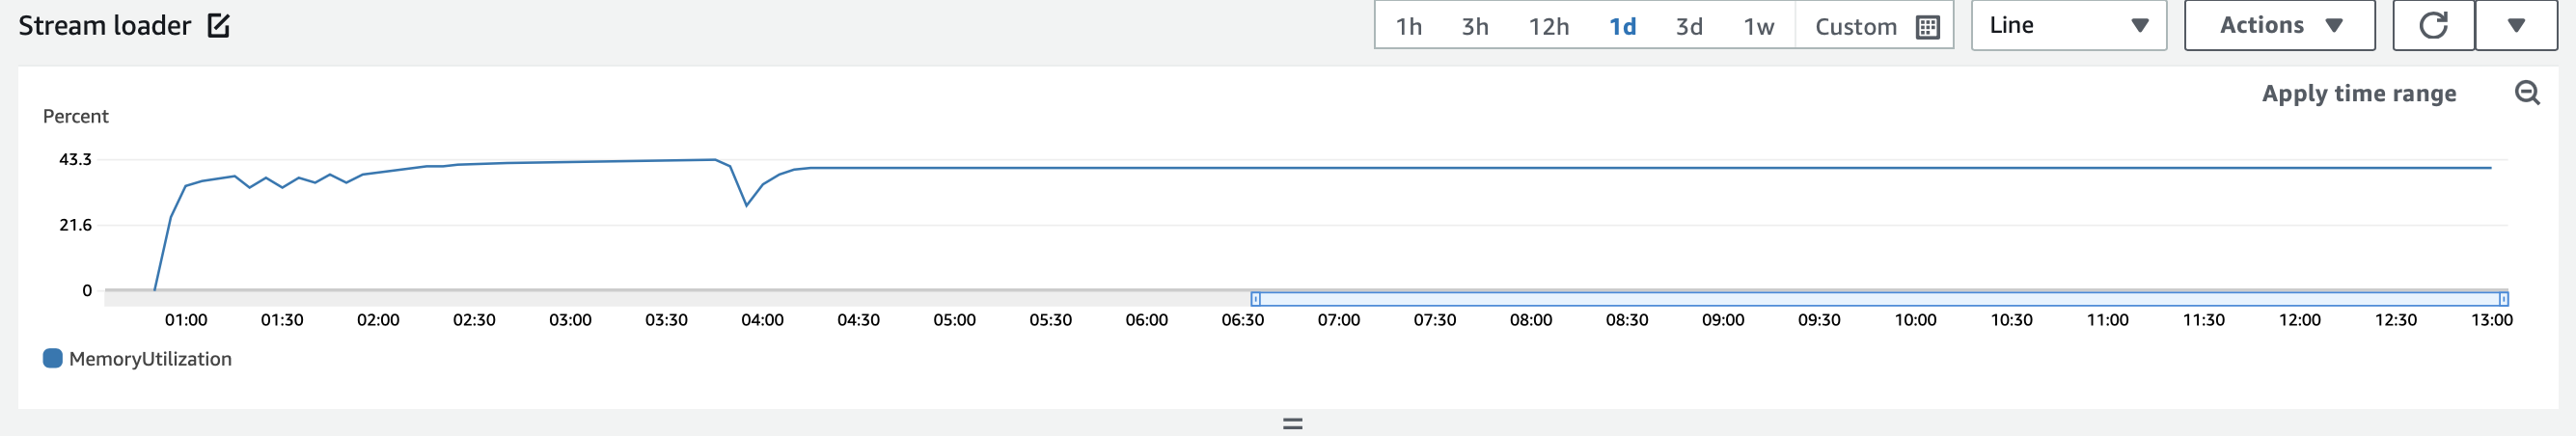 Stream loader
1h 3h 12h 1d 3d 1w Custom
Line
Actions
Apply time range
Percent
43.3
21.6
0
01:00 01:30 02:00 02:30 03:00 03:30 04:00 04:30 05:00 05:30 06:00 06:30 07:00 07:30 08:00 08:30 09:00 09:30 10:00 10:30 11:00 11:30 12:00 12:30 13:00
MemoryUtilization